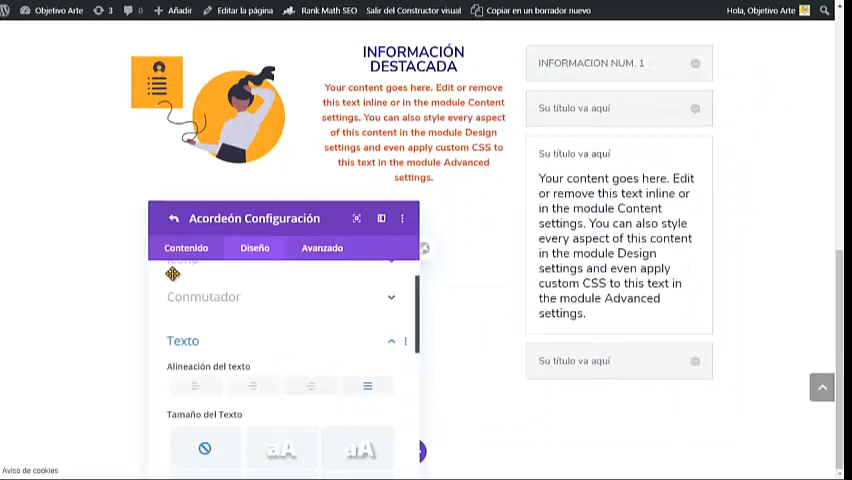 Objetivo Arte
3
0
Añadir
Editar la página
Rank Math SEO
Salir del Constructor visual
Copiar en un borrador nuevo
Hola, Objetivo Arte
INFORMACIÓN
DESTACADA
Your content goes here. Edit or remove
this text inline or in the module Content
settings. You can also style every aspect
of this content in the module Design
settings and even apply custom CSS to
this text in the module Advanced
settings.
INFORMACION NUM. 1
Su título va aquí
Su título va aquí
Your content goes here. Edit
or remove this text inline or
in the module Content
settings. You can also style
every aspect of this content
in the module Design
settings and even apply
custom CSS to this text in
the module Advanced
settings.
Su título va aquí
Acordeón Configuración
Contenido
Diseño
Avanzado
Icono
Conmutador
Texto
Alineación del texto
Tamaño del Texto
aA
aA
Aviso de cookies